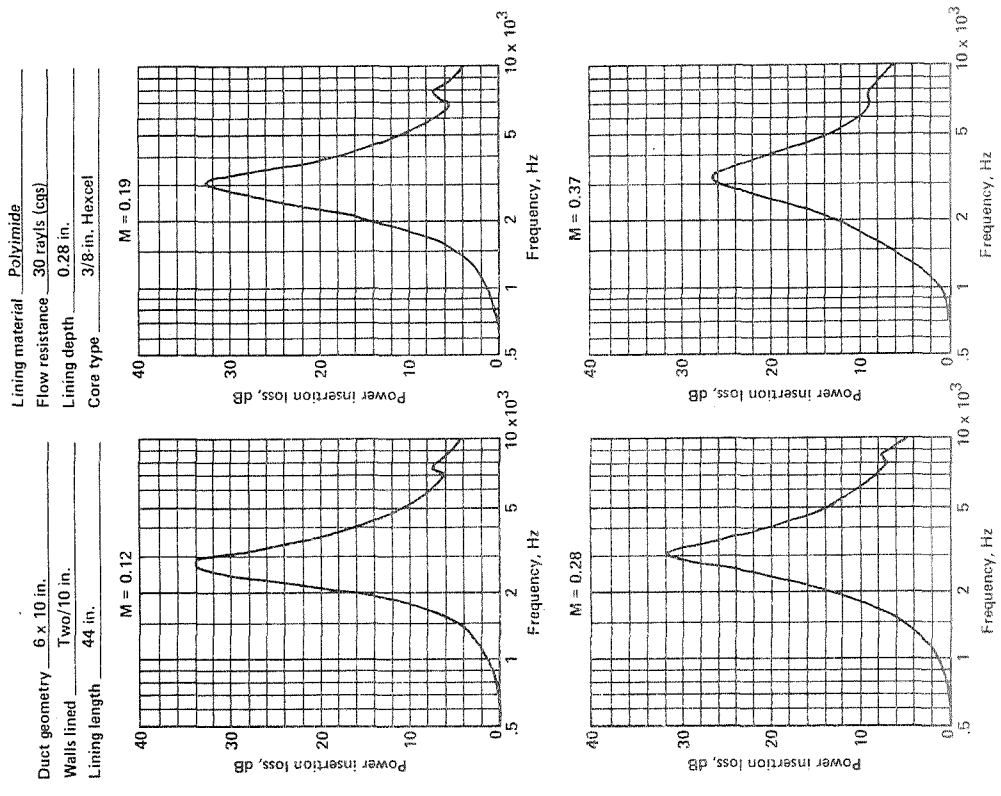 Duct geometry 6 x 10 in.
Walls lined Two/10 in.
Lining length 44 in.
Lining material Polyimide
Flow resistance 30 rayls (cgs)
Lining depth 0.28 in.
Core type 3/8-in. Hexcel
M = 0.12
Power insertion loss, dB
40
30
20
10
0
.5
1
2
5
10 x 10³
Frequency, Hz
M = 0.19
Power insertion loss, dB
40
30
20
10
0
.5
1
2
5
10 x 10³
Frequency, Hz
M = 0.28
Power insertion loss, dB
40
30
20
10
0
.5
1
2
5
10 x 10³
Frequency, Hz
M = 0.37
Power insertion loss, dB
40
30
20
10
0
.5
1
2
5
10 x 10³
Frequency, Hz